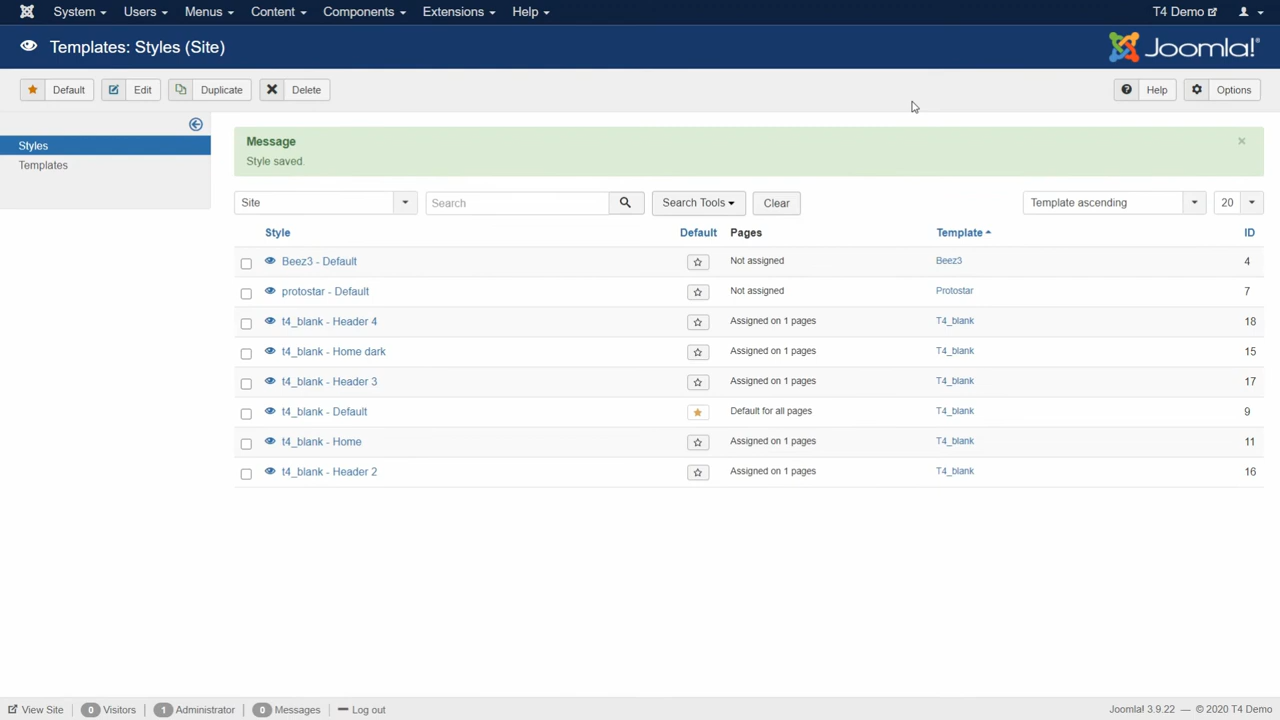 System Users Menus Content Components Extensions Help T4 Demo
Templates: Styles (Site) Joomla!®
Default Edit Duplicate Delete Help Options
Styles
Templates
Message
Style saved.
×
Site Search Search Tools Clear Template ascending 20
Style Default Pages Template ID
Beez3 - Default Not assigned Beez3 4
protostar - Default Not assigned Protostar 7
t4_blank - Header 4 Assigned on 1 pages T4_blank 18
t4_blank - Home dark Assigned on 1 pages T4_blank 15
t4_blank - Header 3 Assigned on 1 pages T4_blank 17
t4_blank - Default Default for all pages T4_blank 9
t4_blank - Home Assigned on 1 pages T4_blank 11
t4_blank - Header 2 Assigned on 1 pages T4_blank 16
View Site 0 Visitors 1 Administrator 0 Messages Log out Joomla! 3.9.22 — © 2020 T4 Demo